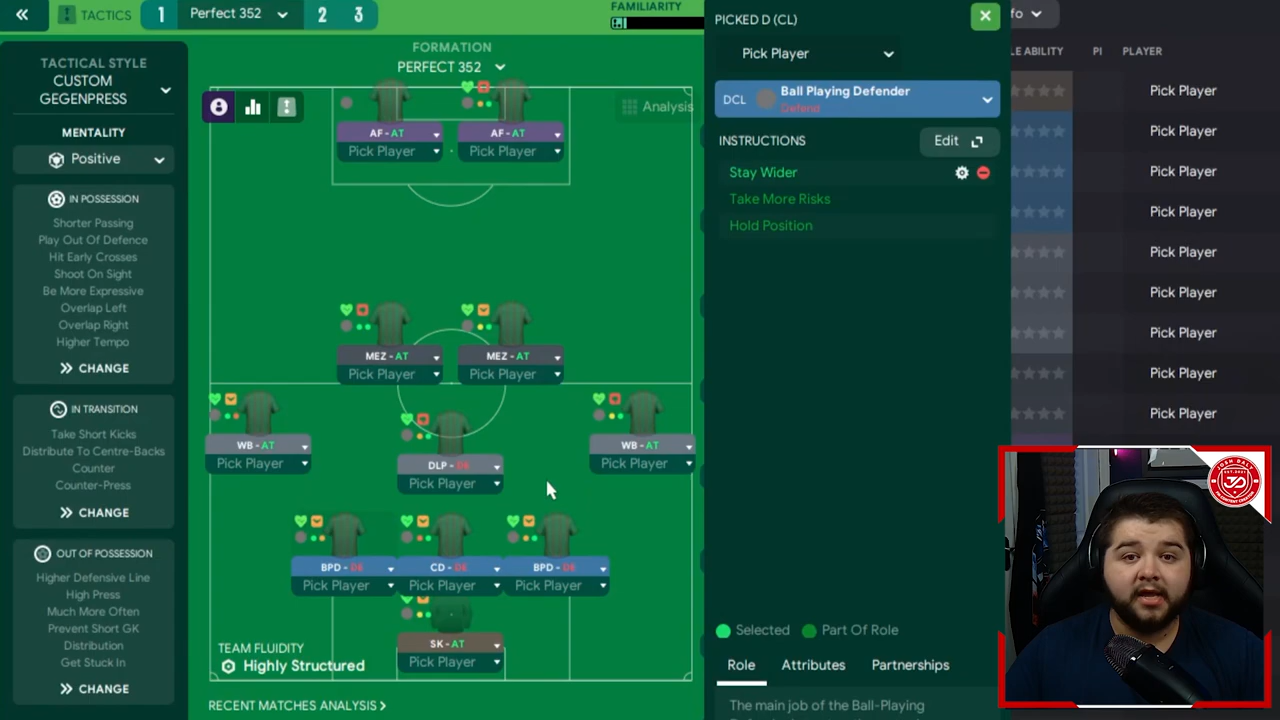 TACTICS
1
Perfect 352
2
3
FAMILIARITY
TACTICAL STYLE
CUSTOM
GEGENPRESS
MENTALITY
Positive
IN POSSESSION
Shorter Passing
Play Out Of Defence
Hit Early Crosses
Shoot On Sight
Be More Expressive
Overlap Left
Overlap Right
Higher Tempo
CHANGE
IN TRANSITION
Take Short Kicks
Distribute To Centre-Backs
Counter
Counter-Press
CHANGE
OUT OF POSSESSION
Higher Defensive Line
High Press
Much More Often
Prevent Short GK
Distribution
Get Stuck In
CHANGE
FORMATION
PERFECT 352
Analysis
AF - AT
Pick Player
AF - AT
Pick Player
MEZ - AT
Pick Player
MEZ - AT
Pick Player
WB - AT
Pick Player
WB - AT
Pick Player
DLP - DE
Pick Player
BPD - DE
Pick Player
CD - DE
Pick Player
BPD - DE
Pick Player
SK - AT
Pick Player
TEAM FLUIDITY
Highly Structured
RECENT MATCHES ANALYSIS
PICKED D (CL)
Pick Player
DCL
Ball Playing Defender
Defend
INSTRUCTIONS
Edit
Stay Wider
Take More Risks
Hold Position
Selected
Part Of Role
Role
Attributes
Partnerships
The main job of the Ball-Playing
fo
LE ABILITY
PI
PLAYER
Pick Player
Pick Player
Pick Player
Pick Player
Pick Player
Pick Player
Pick Player
Pick Player
Pick Player
JOSH DALY
JD